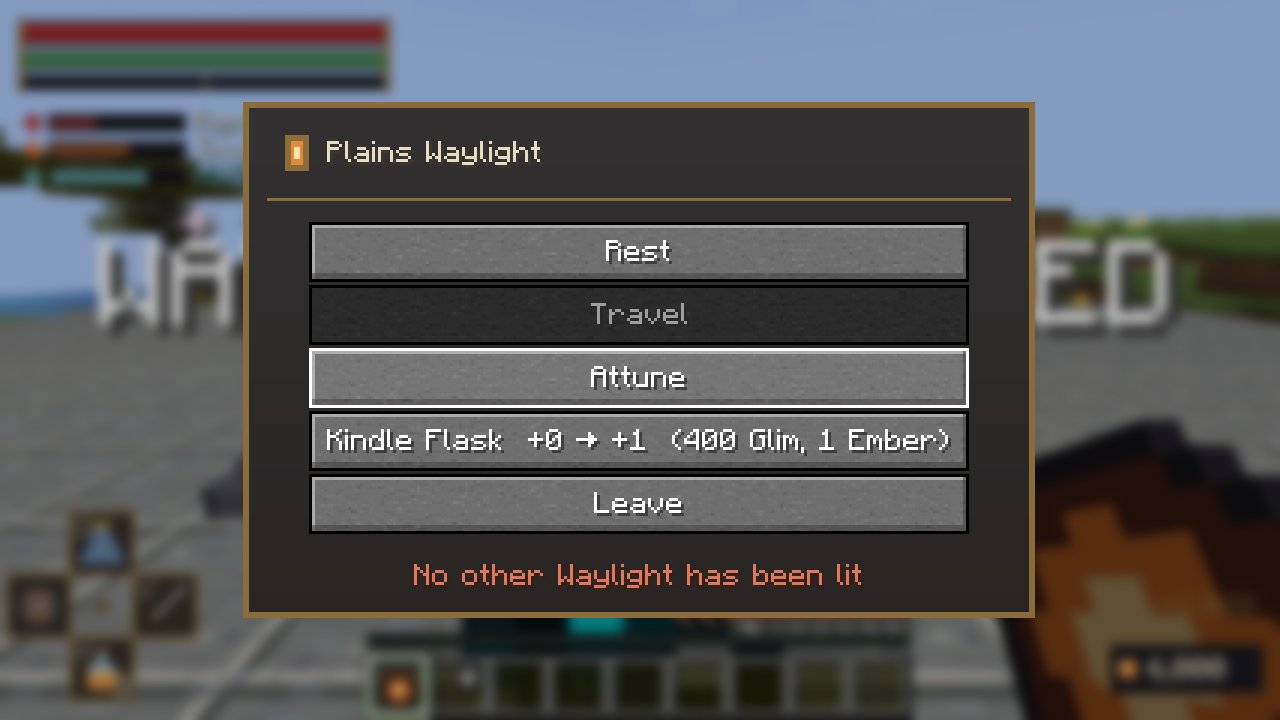 Plains Waylight
Rest
Travel
Attune
Kindle Flask +0 → +1 (400 Glim, 1 Ember)
Leave
No other Waylight has been lit